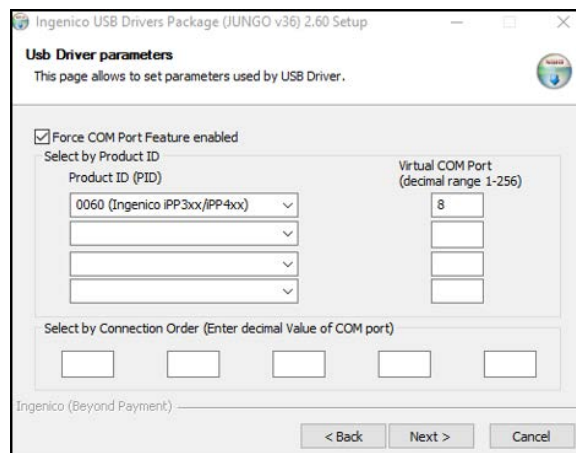 Ingenico USB Drivers Package (JUNGO v36) 2.60 Setup
Usb Driver parameters
This page allows to set parameters used by USB Driver.
Force COM Port Feature enabled
Select by Product ID
Product ID (PID)
Virtual COM Port
(decimal range 1-256)
0060 (Ingenico iPP3xx/iPP4xx)
8
Select by Connection Order (Enter decimal Value of COM port)
Ingenico (Beyond Payment)
< Back
Next >
Cancel